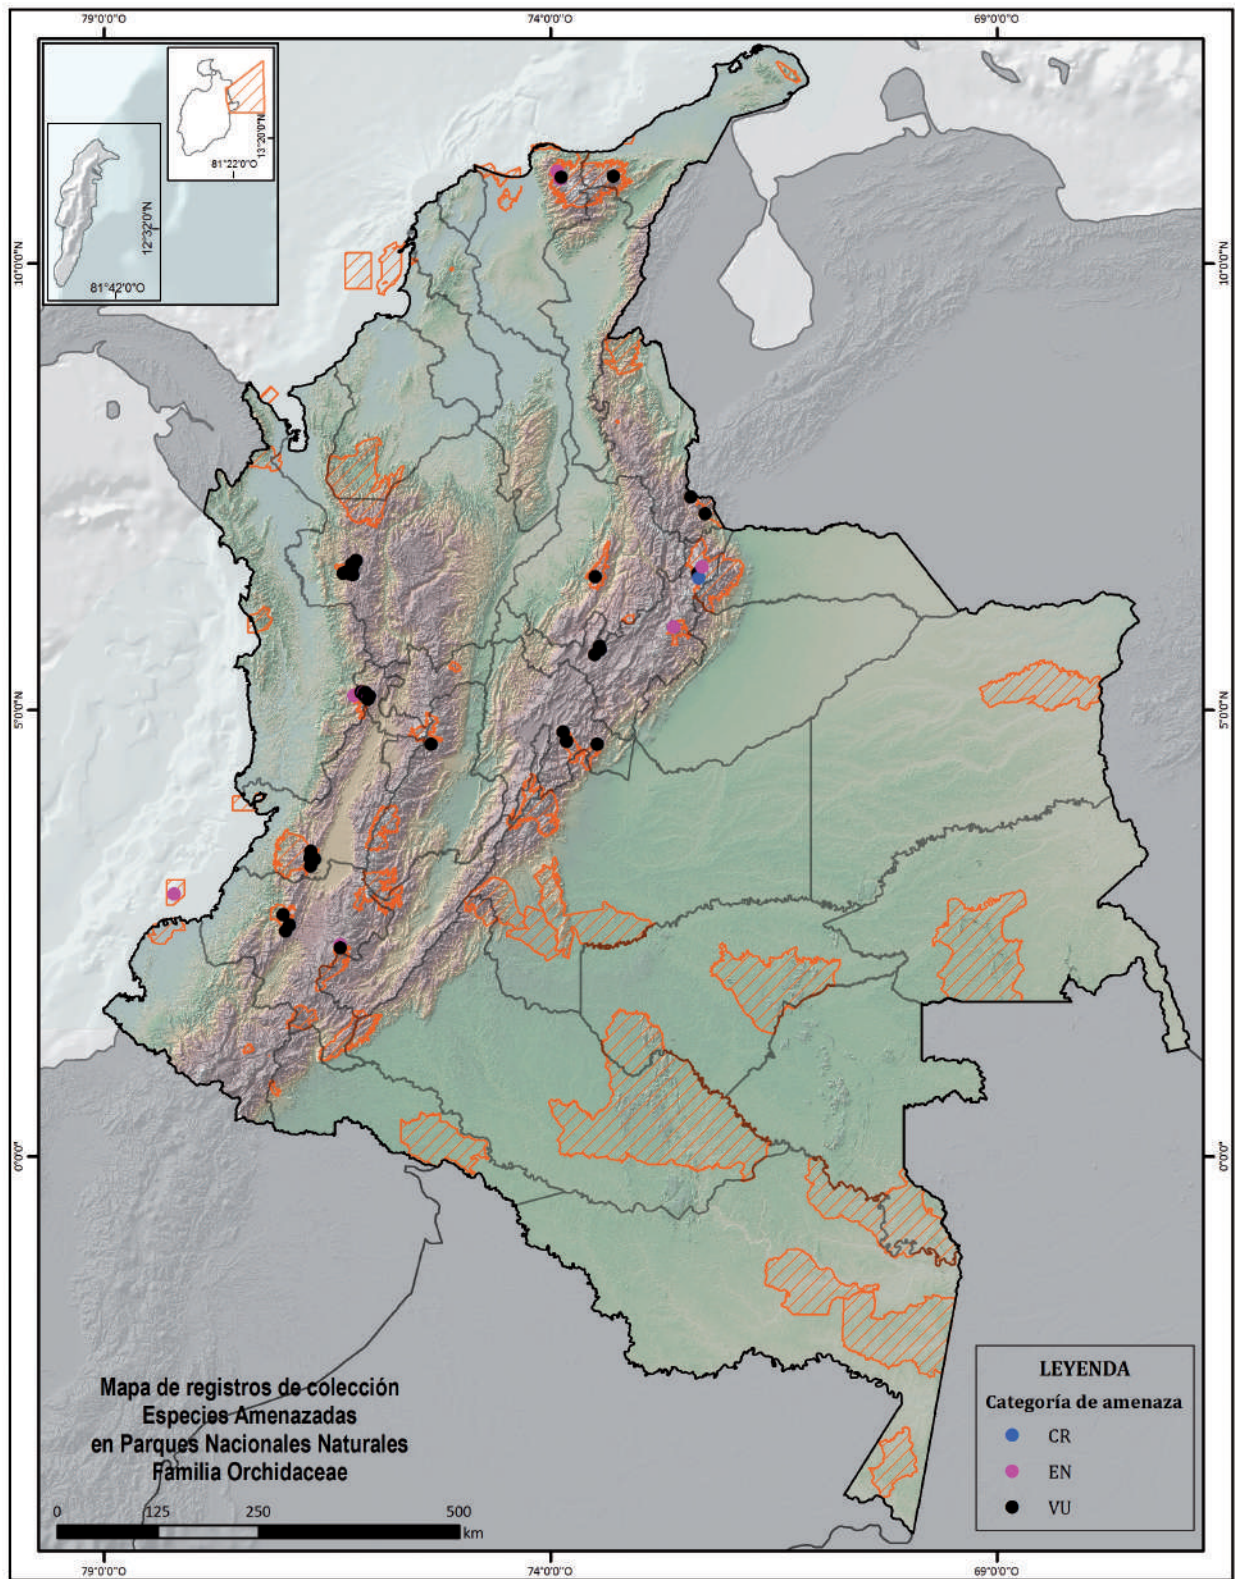 79°0'0"O
74°0'0"O
69°0'0"O
13°20'0"N
81°22'0"O
12°32'0"N
81°42'0"O
10°0'0"N
10°0'0"N
5°0'0"N
5°0'0"N
0°0'0"
0°0'0"
Mapa de registros de colección
Especies Amenazadas
en Parques Nacionales Naturales
Familia Orchidaceae
0 125 250 500
km
LEYENDA
Categoría de amenaza
CR
EN
VU
79°0'0"O
74°0'0"O
69°0'0"O